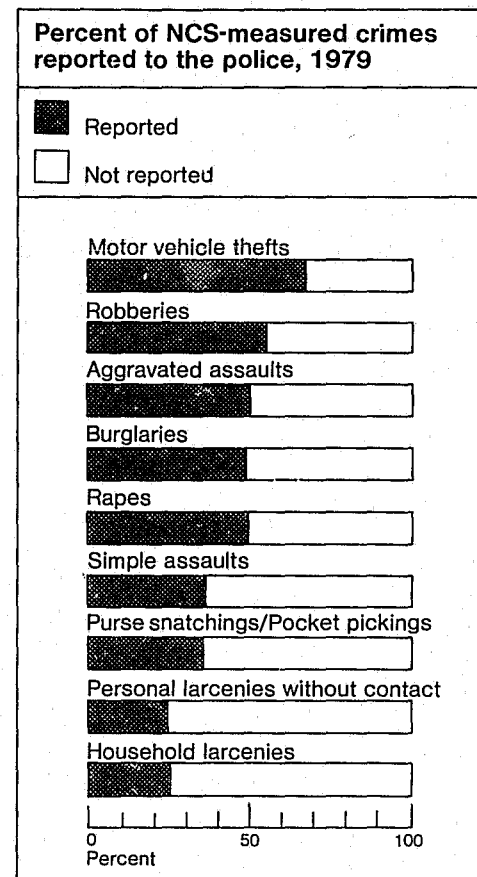 Percent of NCS-measured crimes
reported to the police, 1979
Reported
Not reported
Motor vehicle thefts
Robberies
Aggravated assaults
Burglaries
Rapes
Simple assaults
Purse snatchings/Pocket pickings
Personal larcenies without contact
Household larcenies
0 50 100
Percent